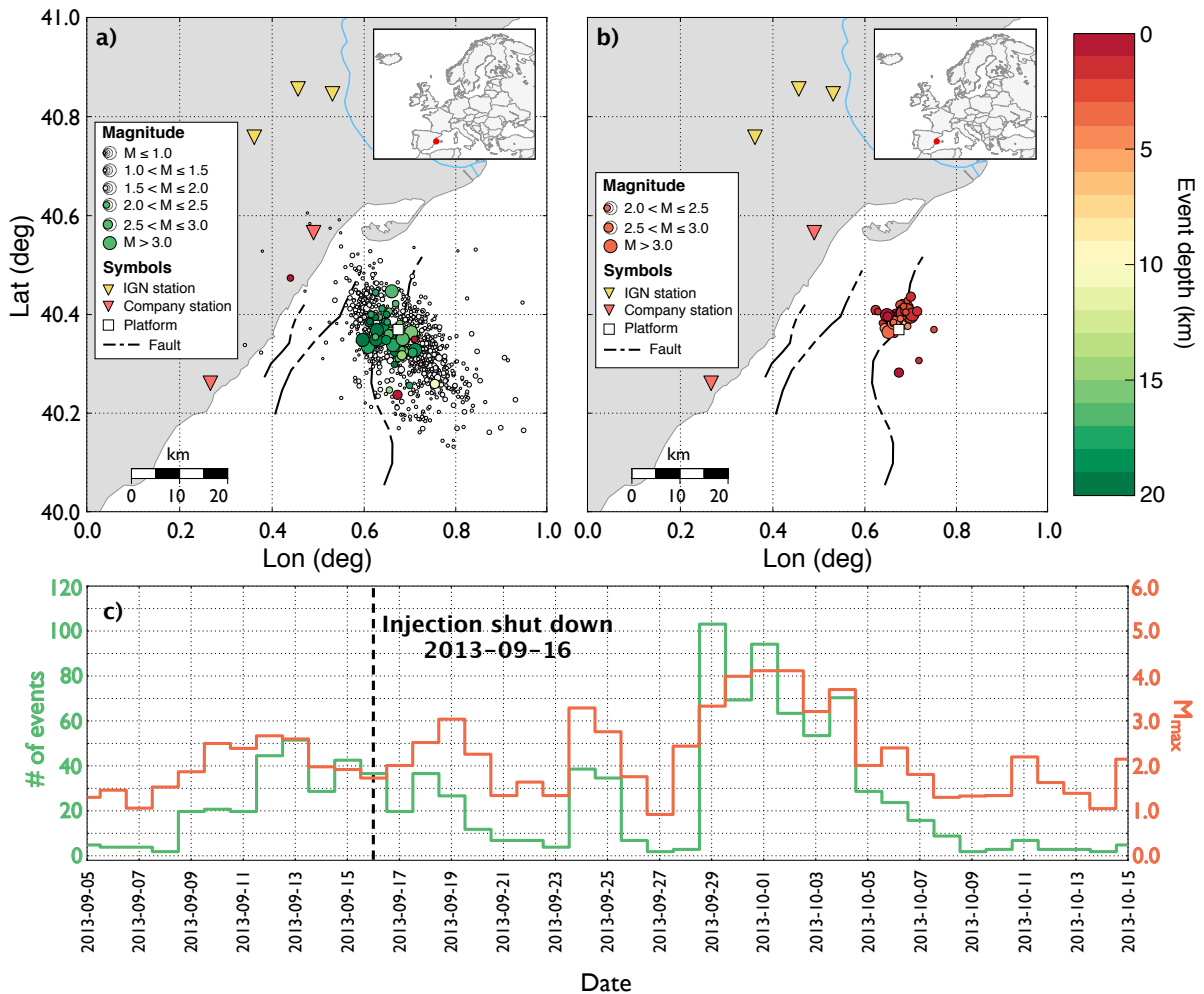 a)
Magnitude
M ≤ 1.0
1.0 < M ≤ 1.5
1.5 < M ≤ 2.0
2.0 < M ≤ 2.5
2.5 < M ≤ 3.0
M > 3.0
Symbols
IGN station
Company station
Platform
Fault
km
0 10 20
41.0
40.8
40.6
40.4
40.2
40.0
Lat (deg)
0.0 0.2 0.4 0.6 0.8 1.0
Lon (deg)
b)
Magnitude
2.0 < M ≤ 2.5
2.5 < M ≤ 3.0
M > 3.0
Symbols
IGN station
Company station
Platform
Fault
km
0 10 20
0.0 0.2 0.4 0.6 0.8 1.0
Lon (deg)
0
5
10
15
20
Event depth (km)
c)
Injection shut down
2013-09-16
120
100
80
60
40
20
0
# of events
6.0
5.0
4.0
3.0
2.0
1.0
0.0
Mmax
2013-09-05
2013-09-07
2013-09-09
2013-09-11
2013-09-13
2013-09-15
2013-09-17
2013-09-19
2013-09-21
2013-09-23
2013-09-25
2013-09-27
2013-09-29
2013-10-01
2013-10-03
2013-10-05
2013-10-07
2013-10-09
2013-10-11
2013-10-13
2013-10-15
Date